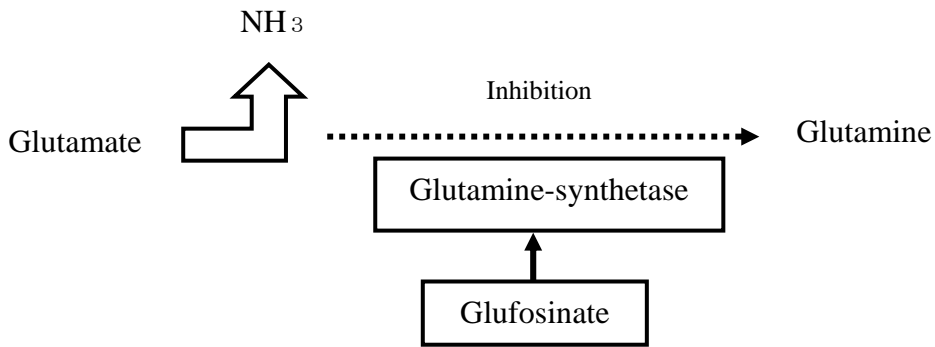 NH３
Inhibition
Glutamate
Glutamine
Glutamine-synthetase
Glufosinate